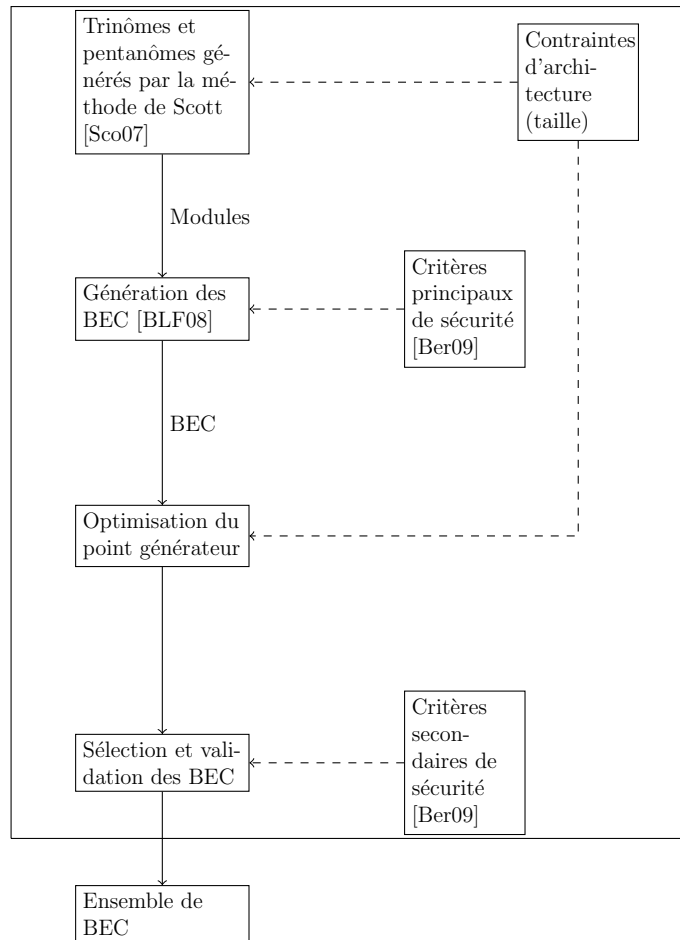 Trinômes et
pentanômes gé-
nérés par la mé-
thode de Scott
[Sco07]
Contraintes
d'archi-
tecture
(taille)
Modules
Génération des
BEC [BLF08]
Critères
principaux
de sécurité
[Ber09]
BEC
Optimisation du
point générateur
Sélection et vali-
dation des BEC
Critères
secon-
daires de
sécurité
[Ber09]
Ensemble de
BEC